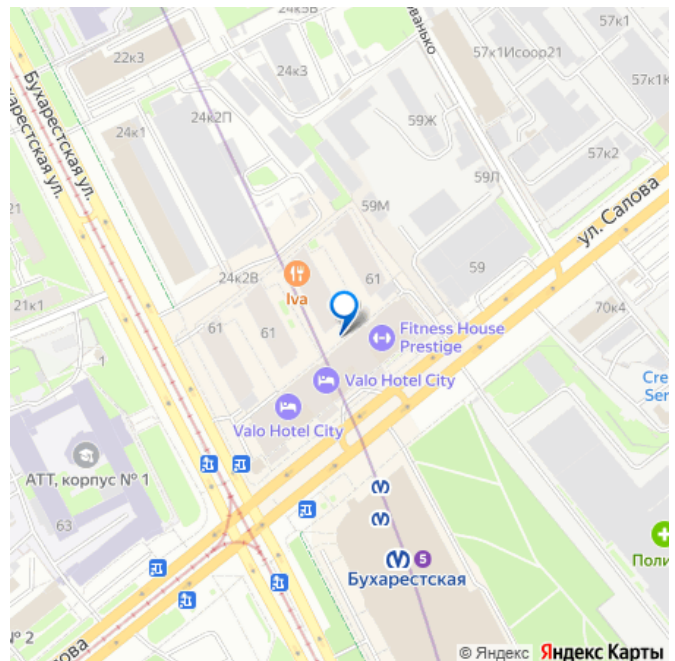 24к5В
57к1
22к3
24к3
57к1Исоор21
Бухарестская ул.
24к1
24к2П
59Ж
57к2
59Л
ул. Салова
21
59М
24к2В
61
59
Iva
21к1
61
61
70к4
Fitness House
Prestige
1
Valo Hotel City
Valo Hotel City
АТТ, корпус № 1
63
5
Бухарестская
№ 2
© Яндекс Яндекс Карты